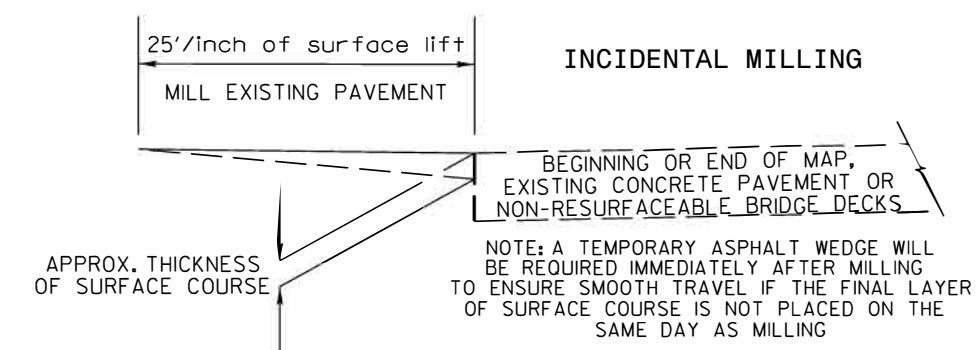 25'/inch of surface lift
MILL EXISTING PAVEMENT
INCIDENTAL MILLING
BEGINNING OR END OF MAP,
EXISTING CONCRETE PAVEMENT OR
NON-RESURFACEABLE BRIDGE DECKS
APPROX. THICKNESS
OF SURFACE COURSE
NOTE: A TEMPORARY ASPHALT WEDGE WILL
BE REQUIRED IMMEDIATELY AFTER MILLING
TO ENSURE SMOOTH TRAVEL IF THE FINAL LAYER
OF SURFACE COURSE IS NOT PLACED ON THE
SAME DAY AS MILLING